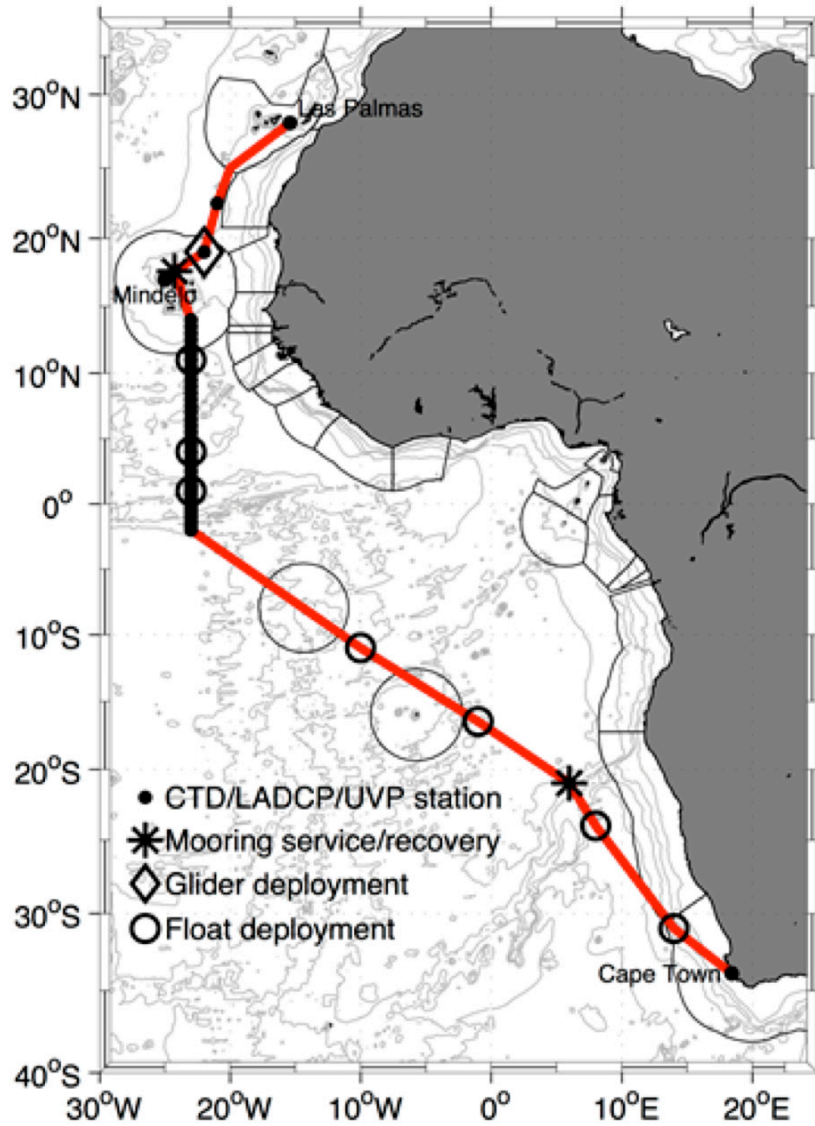 30°N
Las Palmas
20°N
Mindelo
10°N
0°
10°S
20°S
CTD/LADCP/UVP station
Mooring service/recovery
Glider deployment
30°S
Float deployment
Cape Town
40°S
30°W 20°W 10°W 0° 10°E 20°E